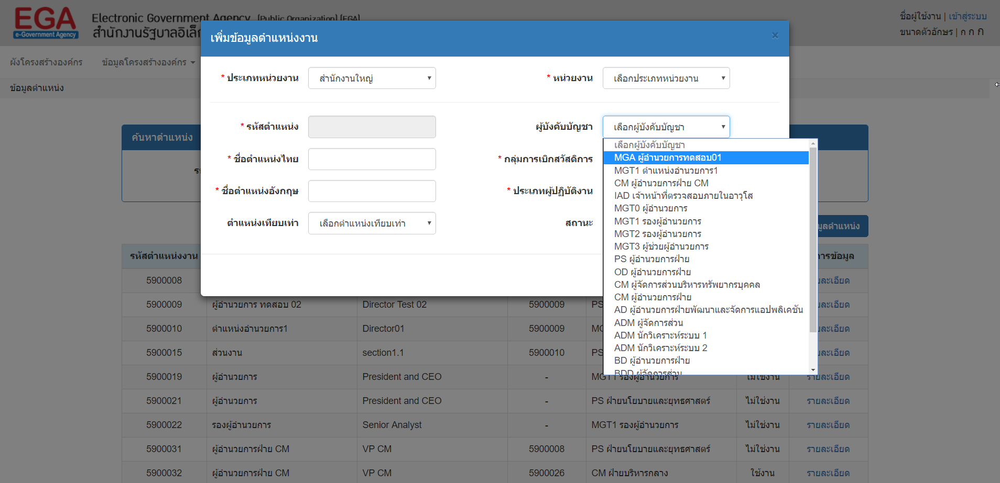 EGA
e-Government Agency
Electronic Government Agency (Public Organization) (EGA)
สำนักงานรัฐบาลอิเล็ก
ชื่อผู้ใช้งาน | เข้าสู่ระบบ
ขนาดตัวอักษร | ก ก ก
ผังโครงสร้างองค์กร ข้อมูลโครงสร้างองค์กร
ข้อมูลตำแหน่ง
เพิ่มข้อมูลตำแหน่งงาน ×
* ประเภทหน่วยงาน สำนักงานใหญ่ * หน่วยงาน เลือกประเภทหน่วยงาน
* รหัสตำแหน่ง ผู้บังคับบัญชา เลือกผู้บังคับบัญชา
* ชื่อตำแหน่งไทย * กลุ่มการเบิกสวัสดิการ
* ชื่อตำแหน่งอังกฤษ * ประเภทผู้ปฏิบัติงาน
ตำแหน่งเทียบเท่า เลือกตำแหน่งเทียบเท่า สถานะ
เลือกผู้บังคับบัญชา
MGA ผู้อำนวยการทดสอบ01
MGT1 ตำแหน่งอำนวยการ1
CM ผู้อำนวยการฝ่าย CM
IAD เจ้าหน้าที่ตรวจสอบภายในอาวุโส
MGT0 ผู้อำนวยการ
MGT1 รองผู้อำนวยการ
MGT2 รองผู้อำนวยการ
MGT3 ผู้ช่วยผู้อำนวยการ
PS ผู้อำนวยการฝ่าย
OD ผู้อำนวยการฝ่าย
CM ผู้จัดการส่วนบริหารทรัพยากรบุคคล
CM ผู้อำนวยการฝ่าย
AD ผู้อำนวยการฝ่ายพัฒนาและจัดการแอปพลิเคชัน
ADM ผู้จัดการส่วน
ADM นักวิเคราะห์ระบบ 1
ADM นักวิเคราะห์ระบบ 2
BD ผู้อำนวยการฝ่าย
BDD ผู้จัดการส่วน
ค้นหาตำแหน่ง
มูลตำแหน่ง
รหัสตำแหน่งงาน การข้อมูล
5900008 ยละเอียด
5900009 ผู้อำนวยการ ทดสอบ 02 Director Test 02 5900009 PS ยละเอียด
5900010 ตำแหน่งอำนวยการ1 Director01 5900009 MG ยละเอียด
5900015 ส่วนงาน section1.1 5900010 PS ยละเอียด
5900019 ผู้อำนวยการ President and CEO - MGT1 รองผู้อำนวยการ ไม่ใช้งาน รายละเอียด
5900021 ผู้อำนวยการ President and CEO - PS ฝ่ายนโยบายและยุทธศาสตร์ ไม่ใช้งาน รายละเอียด
5900022 รองผู้อำนวยการ Senior Analyst - MGT1 รองผู้อำนวยการ ไม่ใช้งาน รายละเอียด
5900031 ผู้อำนวยการฝ่าย CM VP CM 5900008 PS ฝ่ายนโยบายและยุทธศาสตร์ ไม่ใช้งาน รายละเอียด
5900032 ผู้อำนวยการฝ่าย CM VP CM 5900026 CM ฝ่ายบริหารกลาง ใช้งาน รายละเอียด